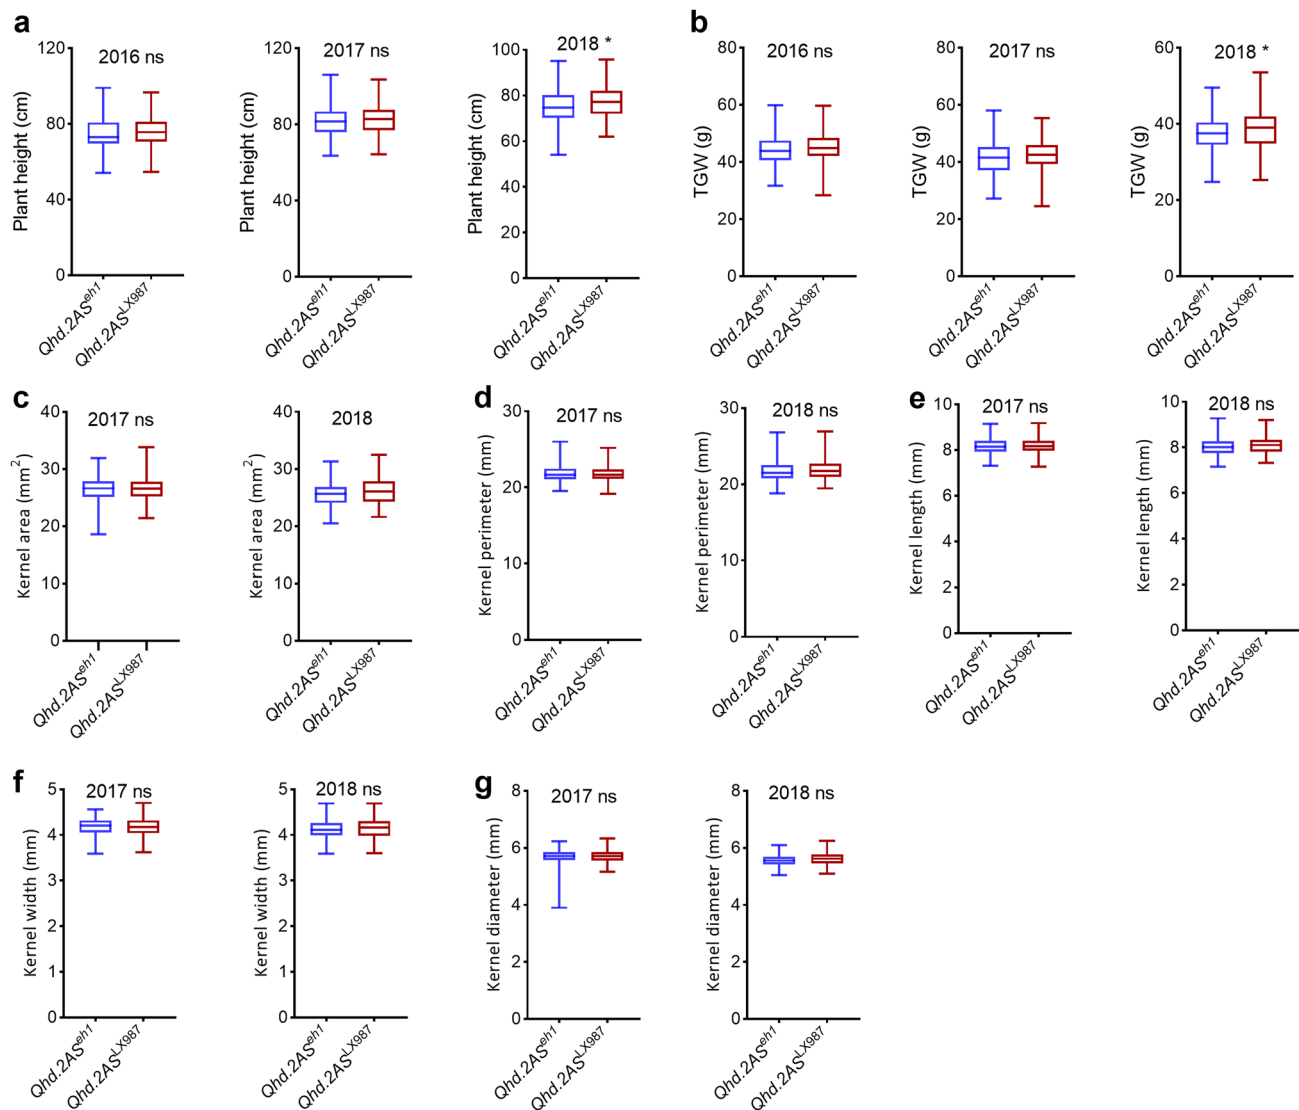 a
Plant height (cm)
120
80
40
0
2016 ns
Qhd.2AS^eh1
Qhd.2AS^LX987
Plant height (cm)
120
80
40
0
2017 ns
Qhd.2AS^eh1
Qhd.2AS^LX987
Plant height (cm)
100
80
60
40
20
0
2018 *
Qhd.2AS^eh1
Qhd.2AS^LX987
b
TGW (g)
80
60
40
20
0
2016 ns
Qhd.2AS^eh1
Qhd.2AS^LX987
TGW (g)
80
60
40
20
0
2017 ns
Qhd.2AS^eh1
Qhd.2AS^LX987
TGW (g)
60
40
20
0
2018 *
Qhd.2AS^eh1
Qhd.2AS^LX987
c
Kernel area (mm²)
40
30
20
10
0
2017 ns
Qhd.2AS^eh1
Qhd.2AS^LX987
Kernel area (mm²)
40
30
20
10
0
2018
Qhd.2AS^eh1
Qhd.2AS^LX987
d
Kernel perimeter (mm)
30
20
10
0
2017 ns
Qhd.2AS^eh1
Qhd.2AS^LX987
Kernel perimeter (mm)
30
20
10
0
2018 ns
Qhd.2AS^eh1
Qhd.2AS^LX987
e
Kernel length (mm)
10
8
6
4
2
0
2017 ns
Qhd.2AS^eh1
Qhd.2AS^LX987
Kernel length (mm)
10
8
6
4
2
0
2018 ns
Qhd.2AS^eh1
Qhd.2AS^LX987
f
Kernel width (mm)
5
4
3
2
1
0
2017 ns
Qhd.2AS^eh1
Qhd.2AS^LX987
Kernel width (mm)
5
4
3
2
1
0
2018 ns
Qhd.2AS^eh1
Qhd.2AS^LX987
g
Kernel diameter (mm)
8
6
4
2
0
2017 ns
Qhd.2AS^eh1
Qhd.2AS^LX987
Kernel diameter (mm)
8
6
4
2
0
2018 ns
Qhd.2AS^eh1
Qhd.2AS^LX987